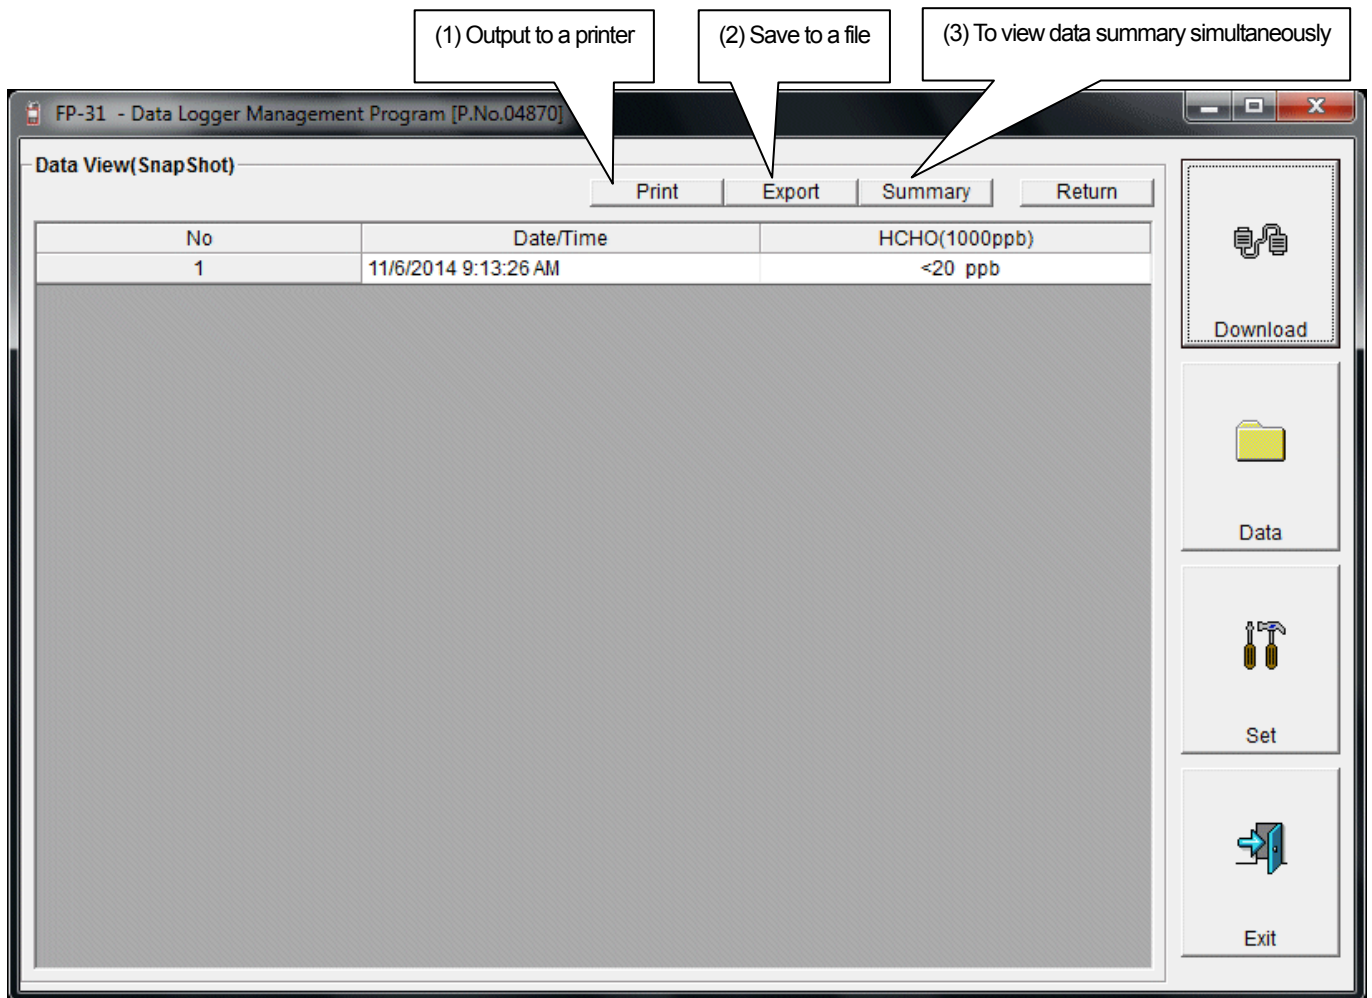 (1) Output to a printer
(2) Save to a file
(3) To view data summary simultaneously
FP-31 - Data Logger Management Program [P.No.04870]
Data View(SnapShot)
Print Export Summary Return
No Date/Time HCHO(1000ppb)
1 11/6/2014 9:13:26 AM <20 ppb
Download
Data
Set
Exit